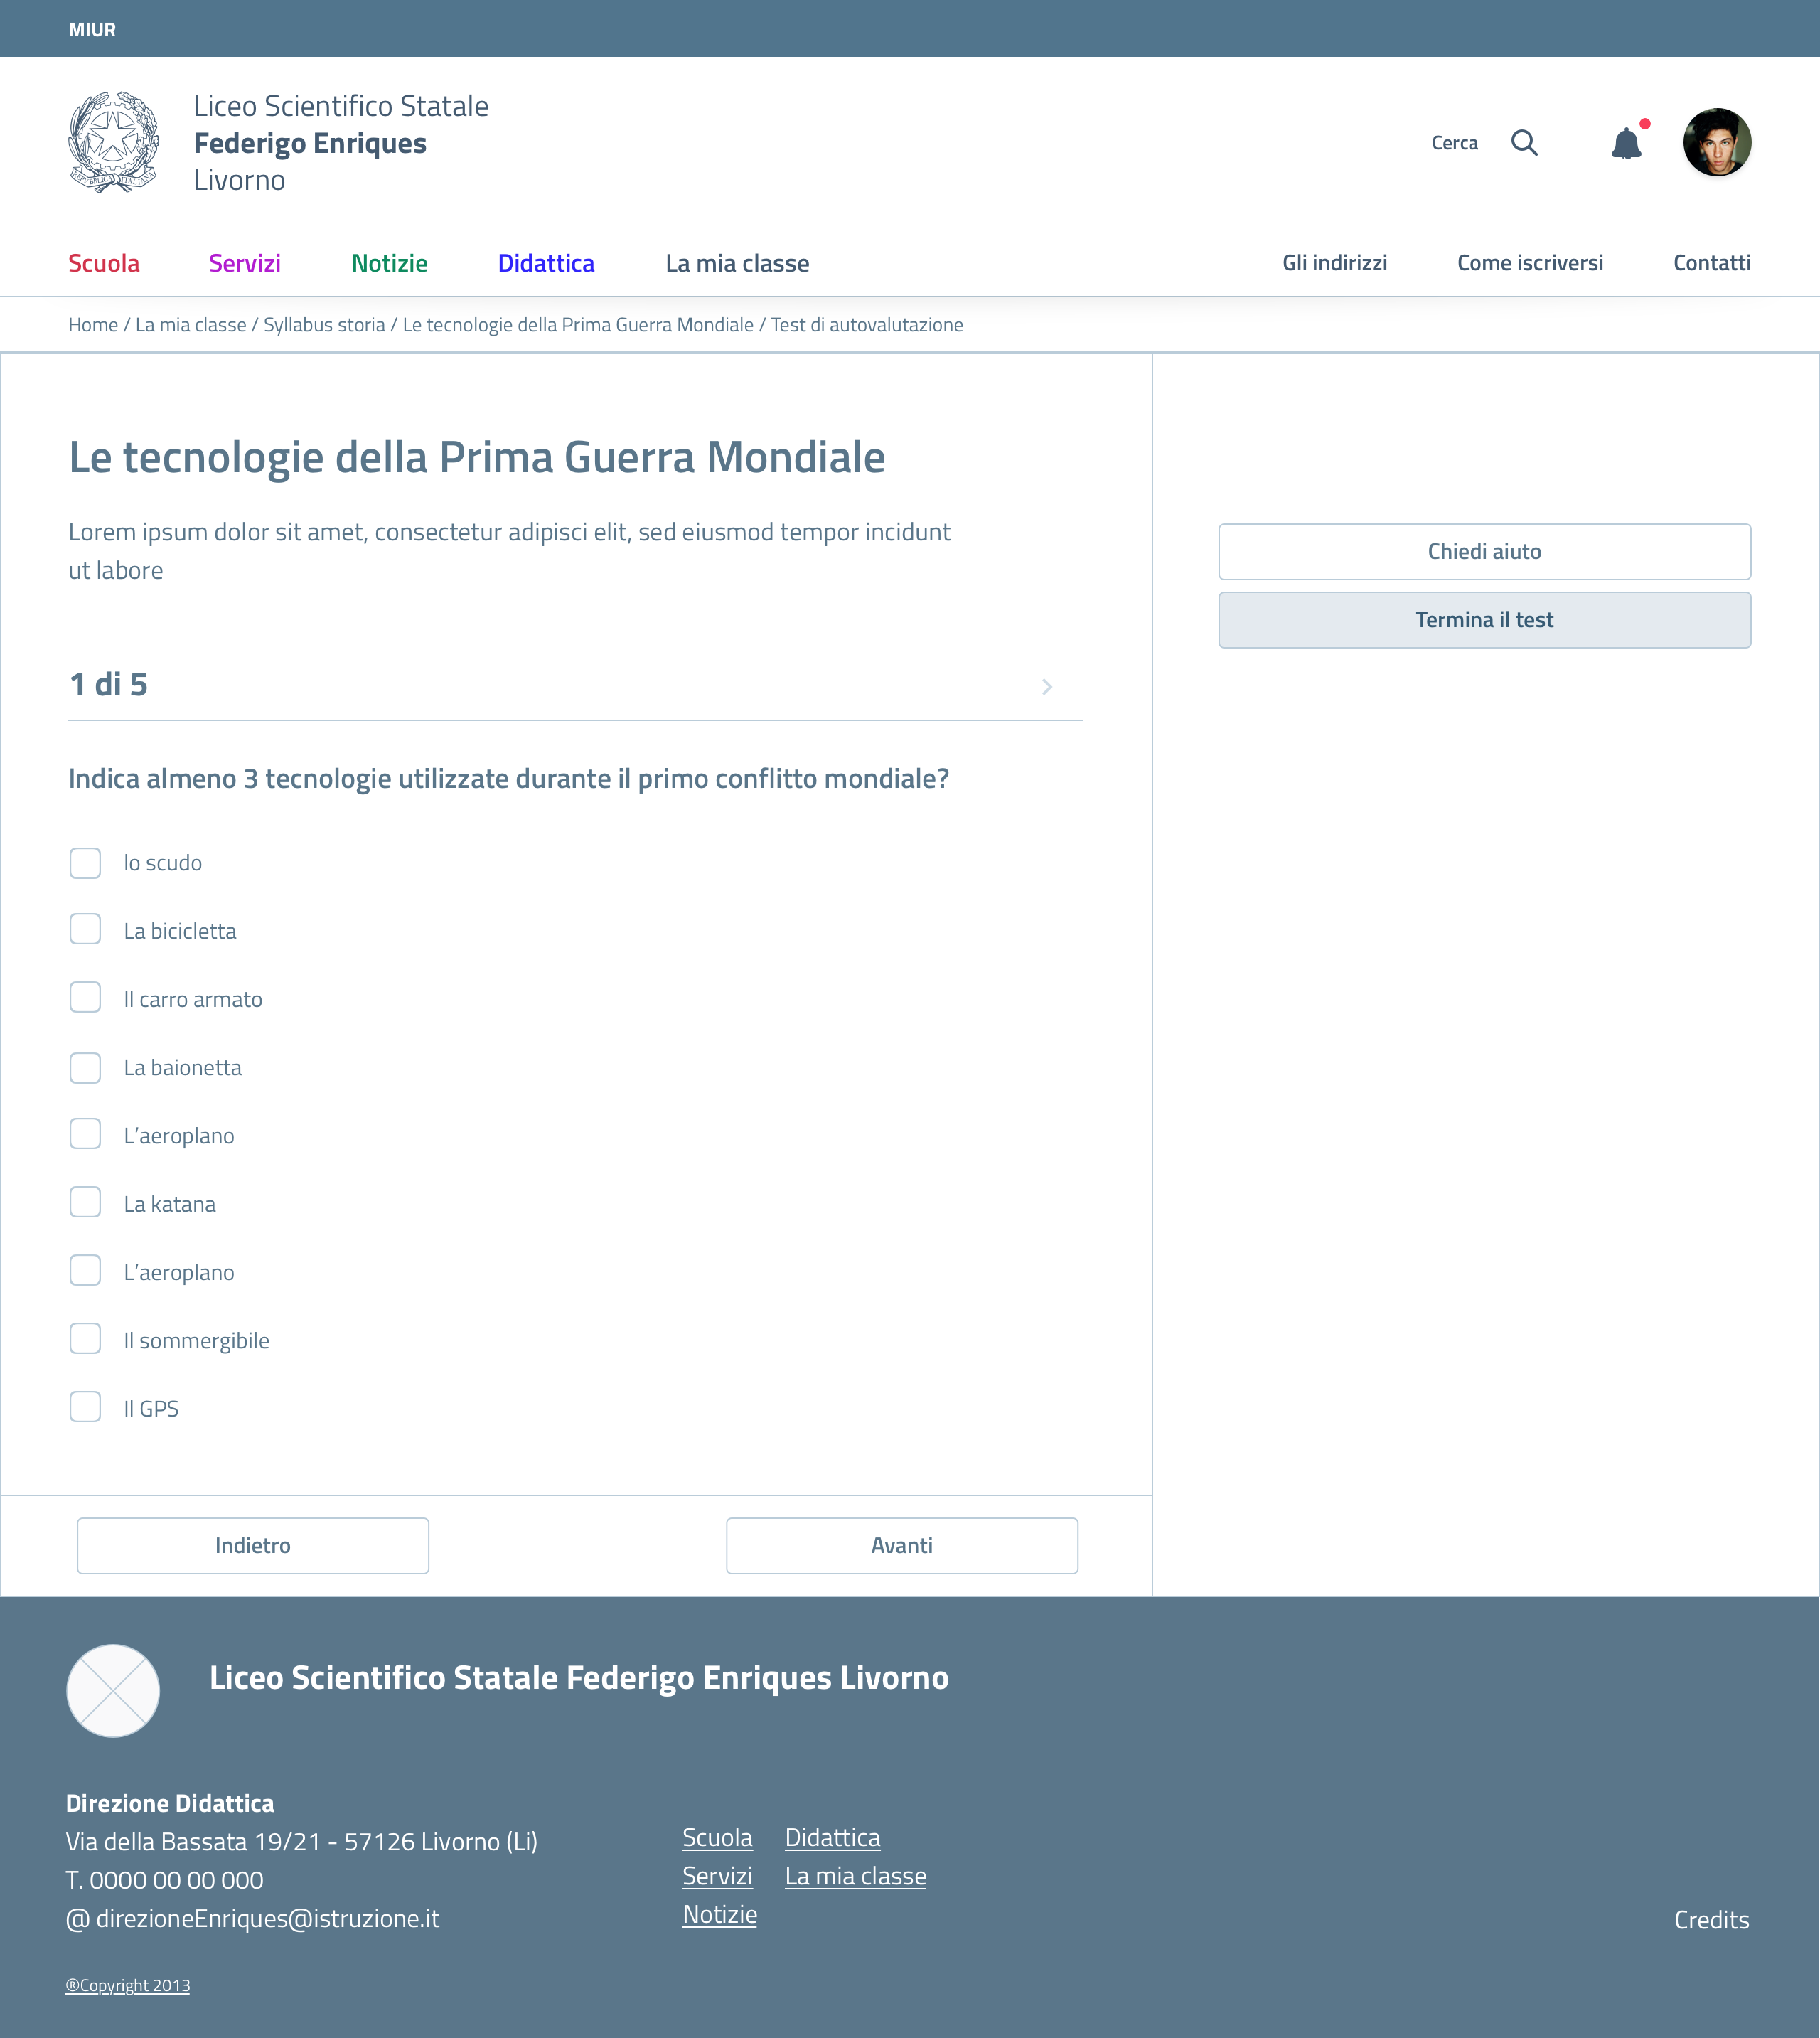 MIUR
REPVBBLICA ITALIANA
Liceo Scientifico Statale
Federigo Enriques
Livorno
Cerca
Scuola Servizi Notizie Didattica La mia classe Gli indirizzi Come iscriversi Contatti
Home / La mia classe / Syllabus storia / Le tecnologie della Prima Guerra Mondiale / Test di autovalutazione
Le tecnologie della Prima Guerra Mondiale
Lorem ipsum dolor sit amet, consectetur adipisci elit, sed eiusmod tempor incidunt
ut labore
Chiedi aiuto
Termina il test
1 di 5
Indica almeno 3 tecnologie utilizzate durante il primo conflitto mondiale?
lo scudo
La bicicletta
Il carro armato
La baionetta
L’aeroplano
La katana
L’aeroplano
Il sommergibile
Il GPS
Indietro Avanti
Liceo Scientifico Statale Federigo Enriques Livorno
Direzione Didattica
Via della Bassata 19/21 - 57126 Livorno (Li)
T. 0000 00 00 000
@ direzioneEnriques@istruzione.it
Scuola Didattica
Servizi La mia classe
Notizie
Credits
®Copyright 2013